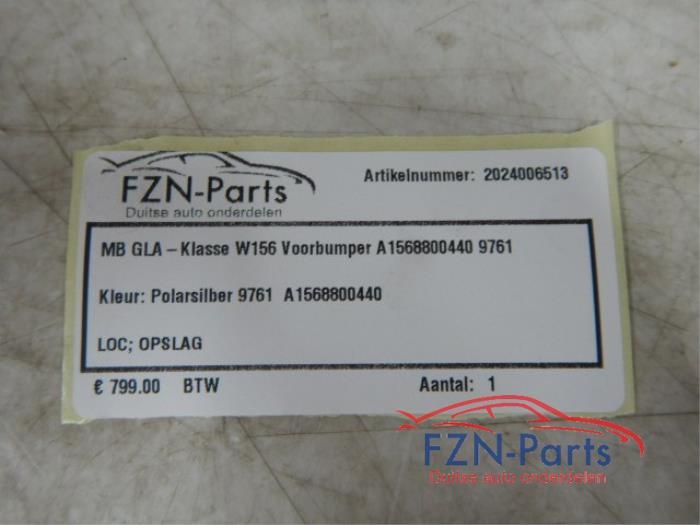 FZN-Parts
Duitse auto onderdelen
Artikelnummer: 2024006513
MB GLA – Klasse W156 Voorbumper A1568800440 9761
Kleur: Polarsilber 9761 A1568800440
LOC; OPSLAG
€ 799.00 BTW Aantal: 1
FZN-Parts
Duitse auto onderdelen